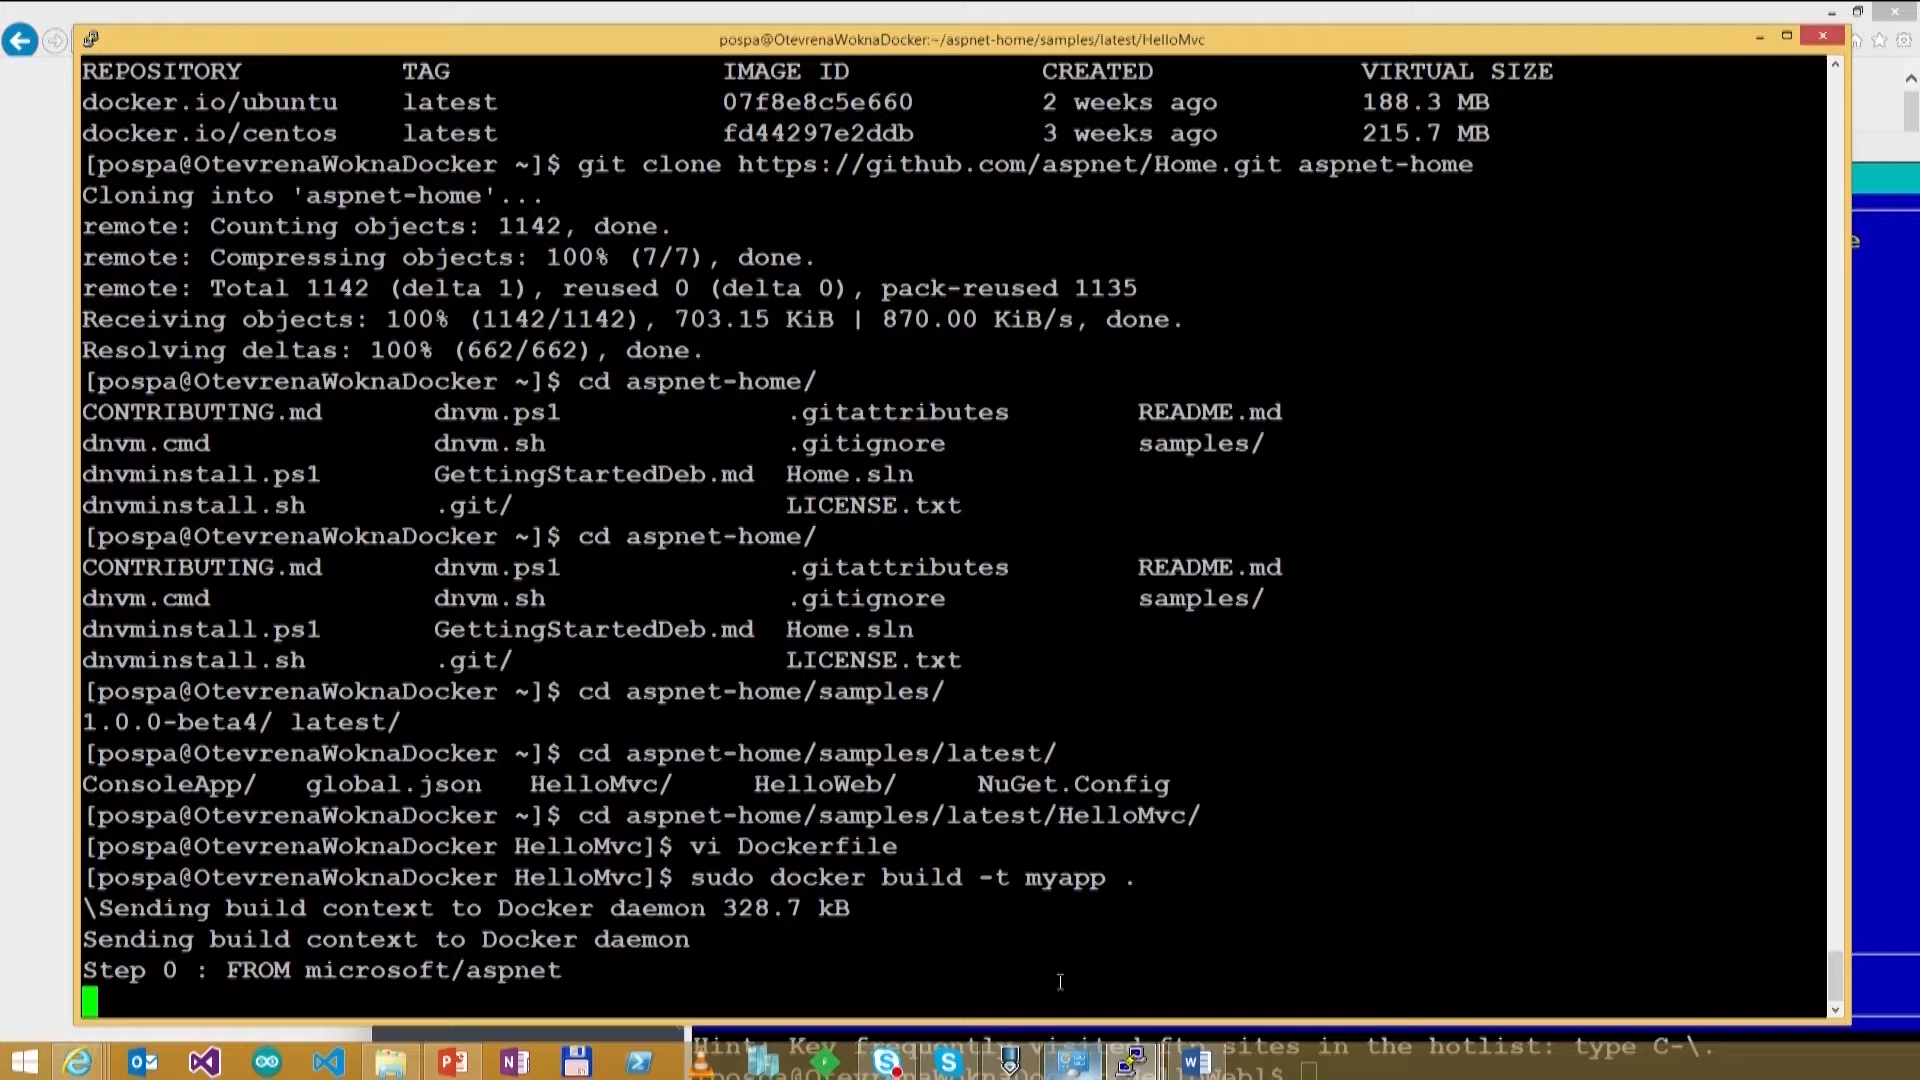 pospa@OtevrenaWoknaDocker:~/aspnet-home/samples/latest/HelloMvc
REPOSITORY TAG IMAGE ID CREATED VIRTUAL SIZE
docker.io/ubuntu latest 07f8e8c5e660 2 weeks ago 188.3 MB
docker.io/centos latest fd44297e2ddb 3 weeks ago 215.7 MB
[pospa@OtevrenaWoknaDocker ~]$ git clone https://github.com/aspnet/Home.git aspnet-home
Cloning into 'aspnet-home'...
remote: Counting objects: 1142, done.
remote: Compressing objects: 100% (7/7), done.
remote: Total 1142 (delta 1), reused 0 (delta 0), pack-reused 1135
Receiving objects: 100% (1142/1142), 703.15 KiB | 870.00 KiB/s, done.
Resolving deltas: 100% (662/662), done.
[pospa@OtevrenaWoknaDocker ~]$ cd aspnet-home/
CONTRIBUTING.md dnvm.ps1 .gitattributes README.md
dnvm.cmd dnvm.sh .gitignore samples/
dnvminstall.ps1 GettingStartedDeb.md Home.sln
dnvminstall.sh .git/ LICENSE.txt
[pospa@OtevrenaWoknaDocker ~]$ cd aspnet-home/
CONTRIBUTING.md dnvm.ps1 .gitattributes README.md
dnvm.cmd dnvm.sh .gitignore samples/
dnvminstall.ps1 GettingStartedDeb.md Home.sln
dnvminstall.sh .git/ LICENSE.txt
[pospa@OtevrenaWoknaDocker ~]$ cd aspnet-home/samples/
1.0.0-beta4/ latest/
[pospa@OtevrenaWoknaDocker ~]$ cd aspnet-home/samples/latest/
ConsoleApp/ global.json HelloMvc/ HelloWeb/ NuGet.Config
[pospa@OtevrenaWoknaDocker ~]$ cd aspnet-home/samples/latest/HelloMvc/
[pospa@OtevrenaWoknaDocker HelloMvc]$ vi Dockerfile
[pospa@OtevrenaWoknaDocker HelloMvc]$ sudo docker build -t myapp .
\Sending build context to Docker daemon 328.7 kB
Sending build context to Docker daemon
Step 0 : FROM microsoft/aspnet
Hint: Key frequently visited ftp sites in the hotlist: type C-\.